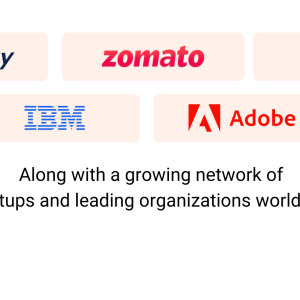 y
zomato
IBM
Adobe
Along with a growing network of
tups and leading organizations world